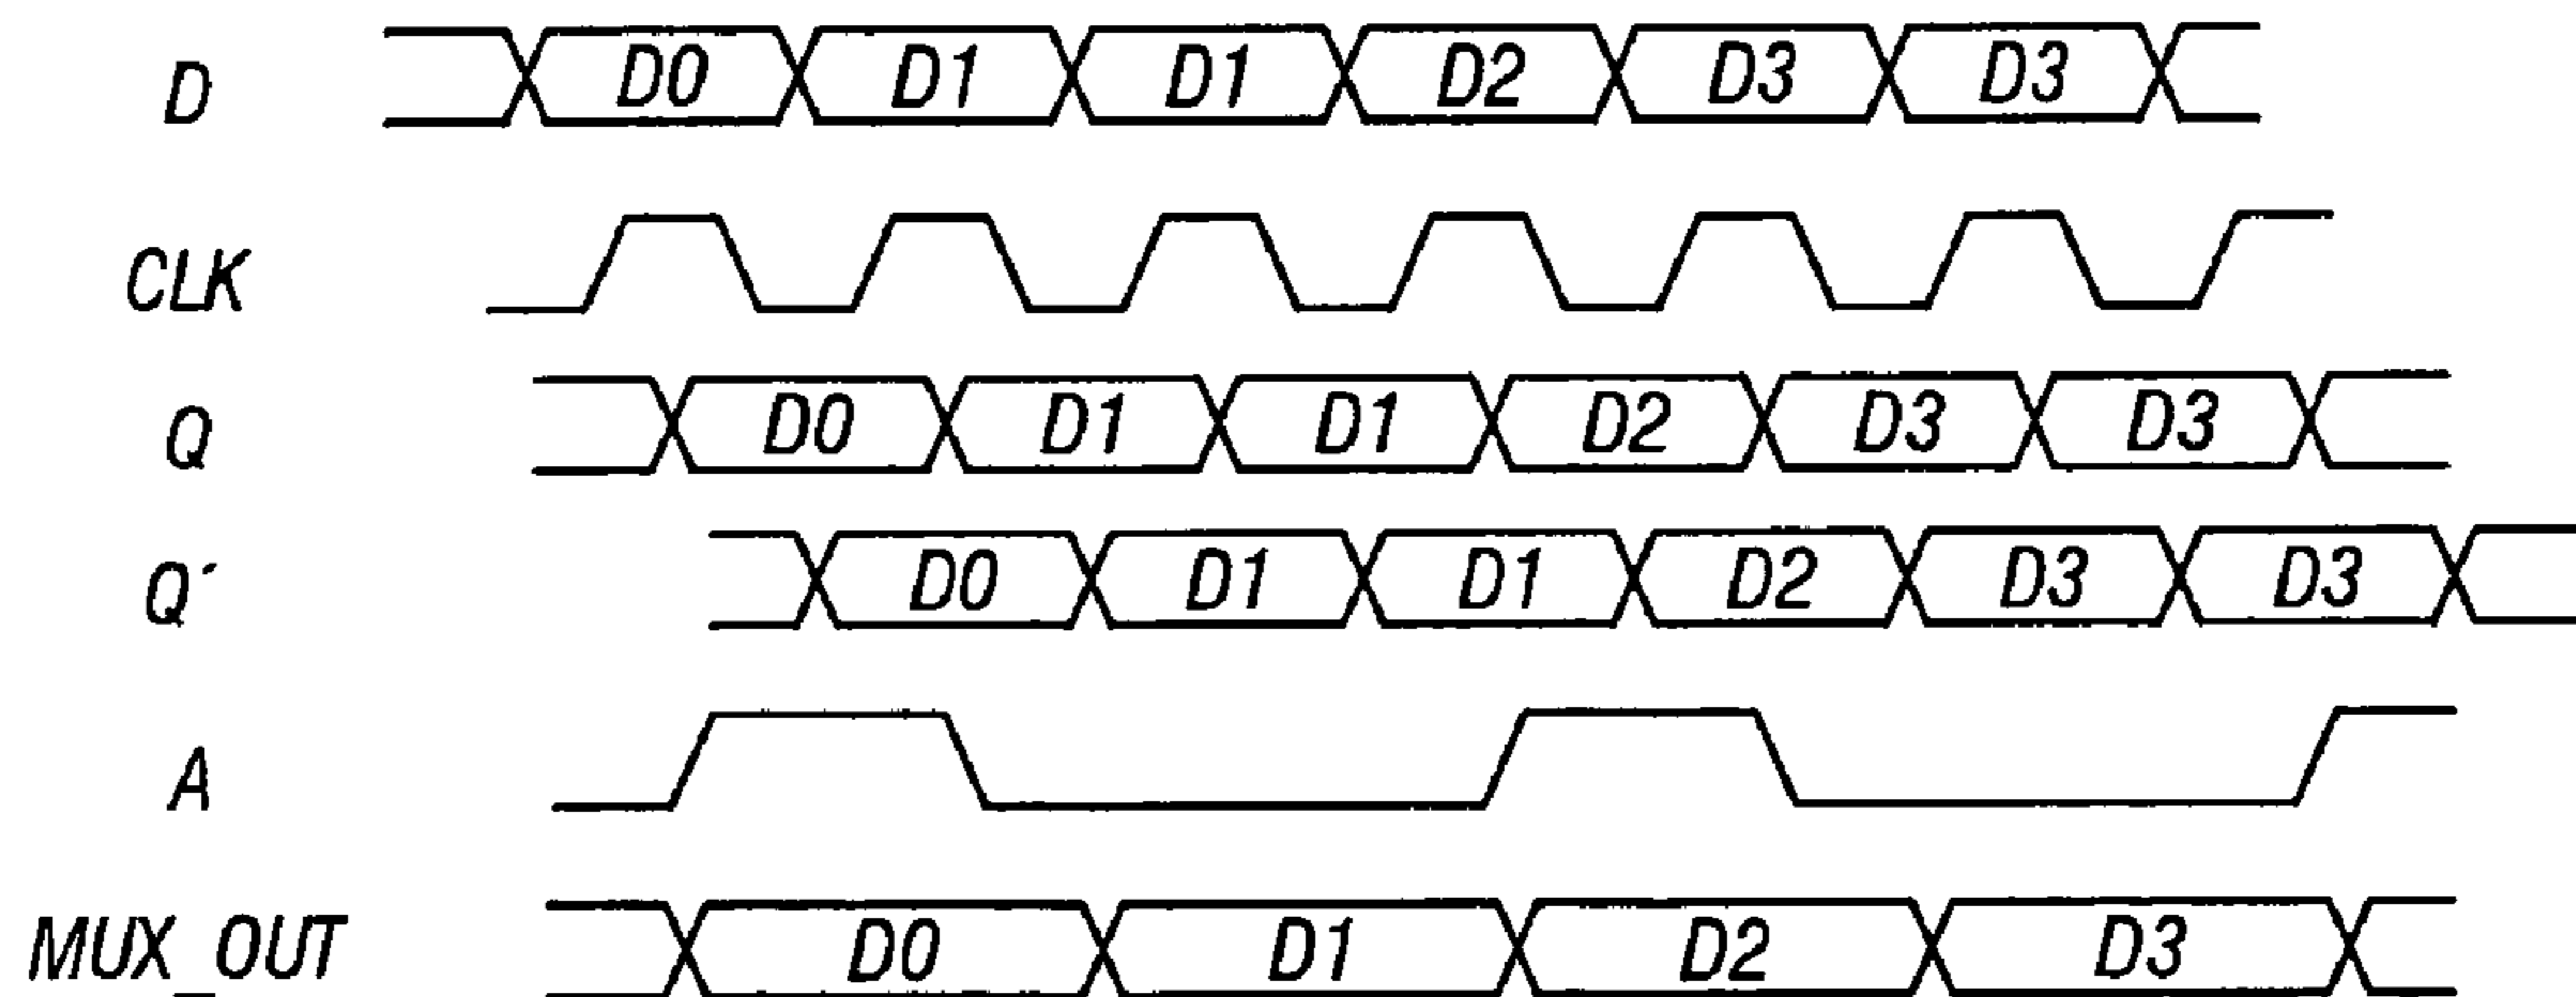 D D0 D1 D1 D2 D3 D3
CLK
Q D0 D1 D1 D2 D3 D3
Q´ D0 D1 D1 D2 D3 D3
A
MUX_OUT D0 D1 D2 D3